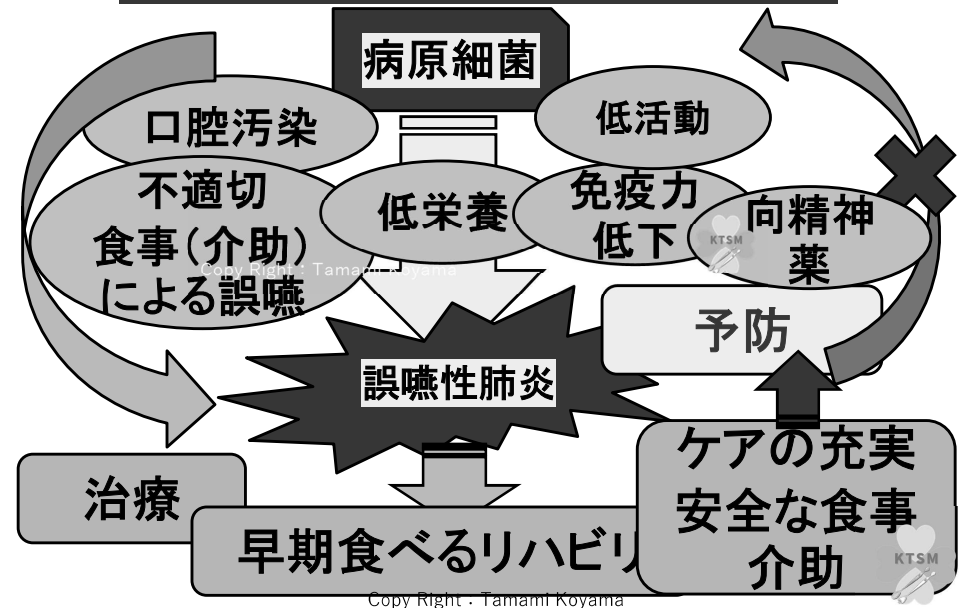 病原細菌
口腔汚染
低活動
不適切
食事（介助）
による誤嚥
低栄養
免疫力
低下
向精神
薬
KTSM
Copy Right：Tamami Koyama
予防
誤嚥性肺炎
ケアの充実
安全な食事
介助
治療
早期食べるリハビリ
KTSM
Copy Right：Tamami Koyama